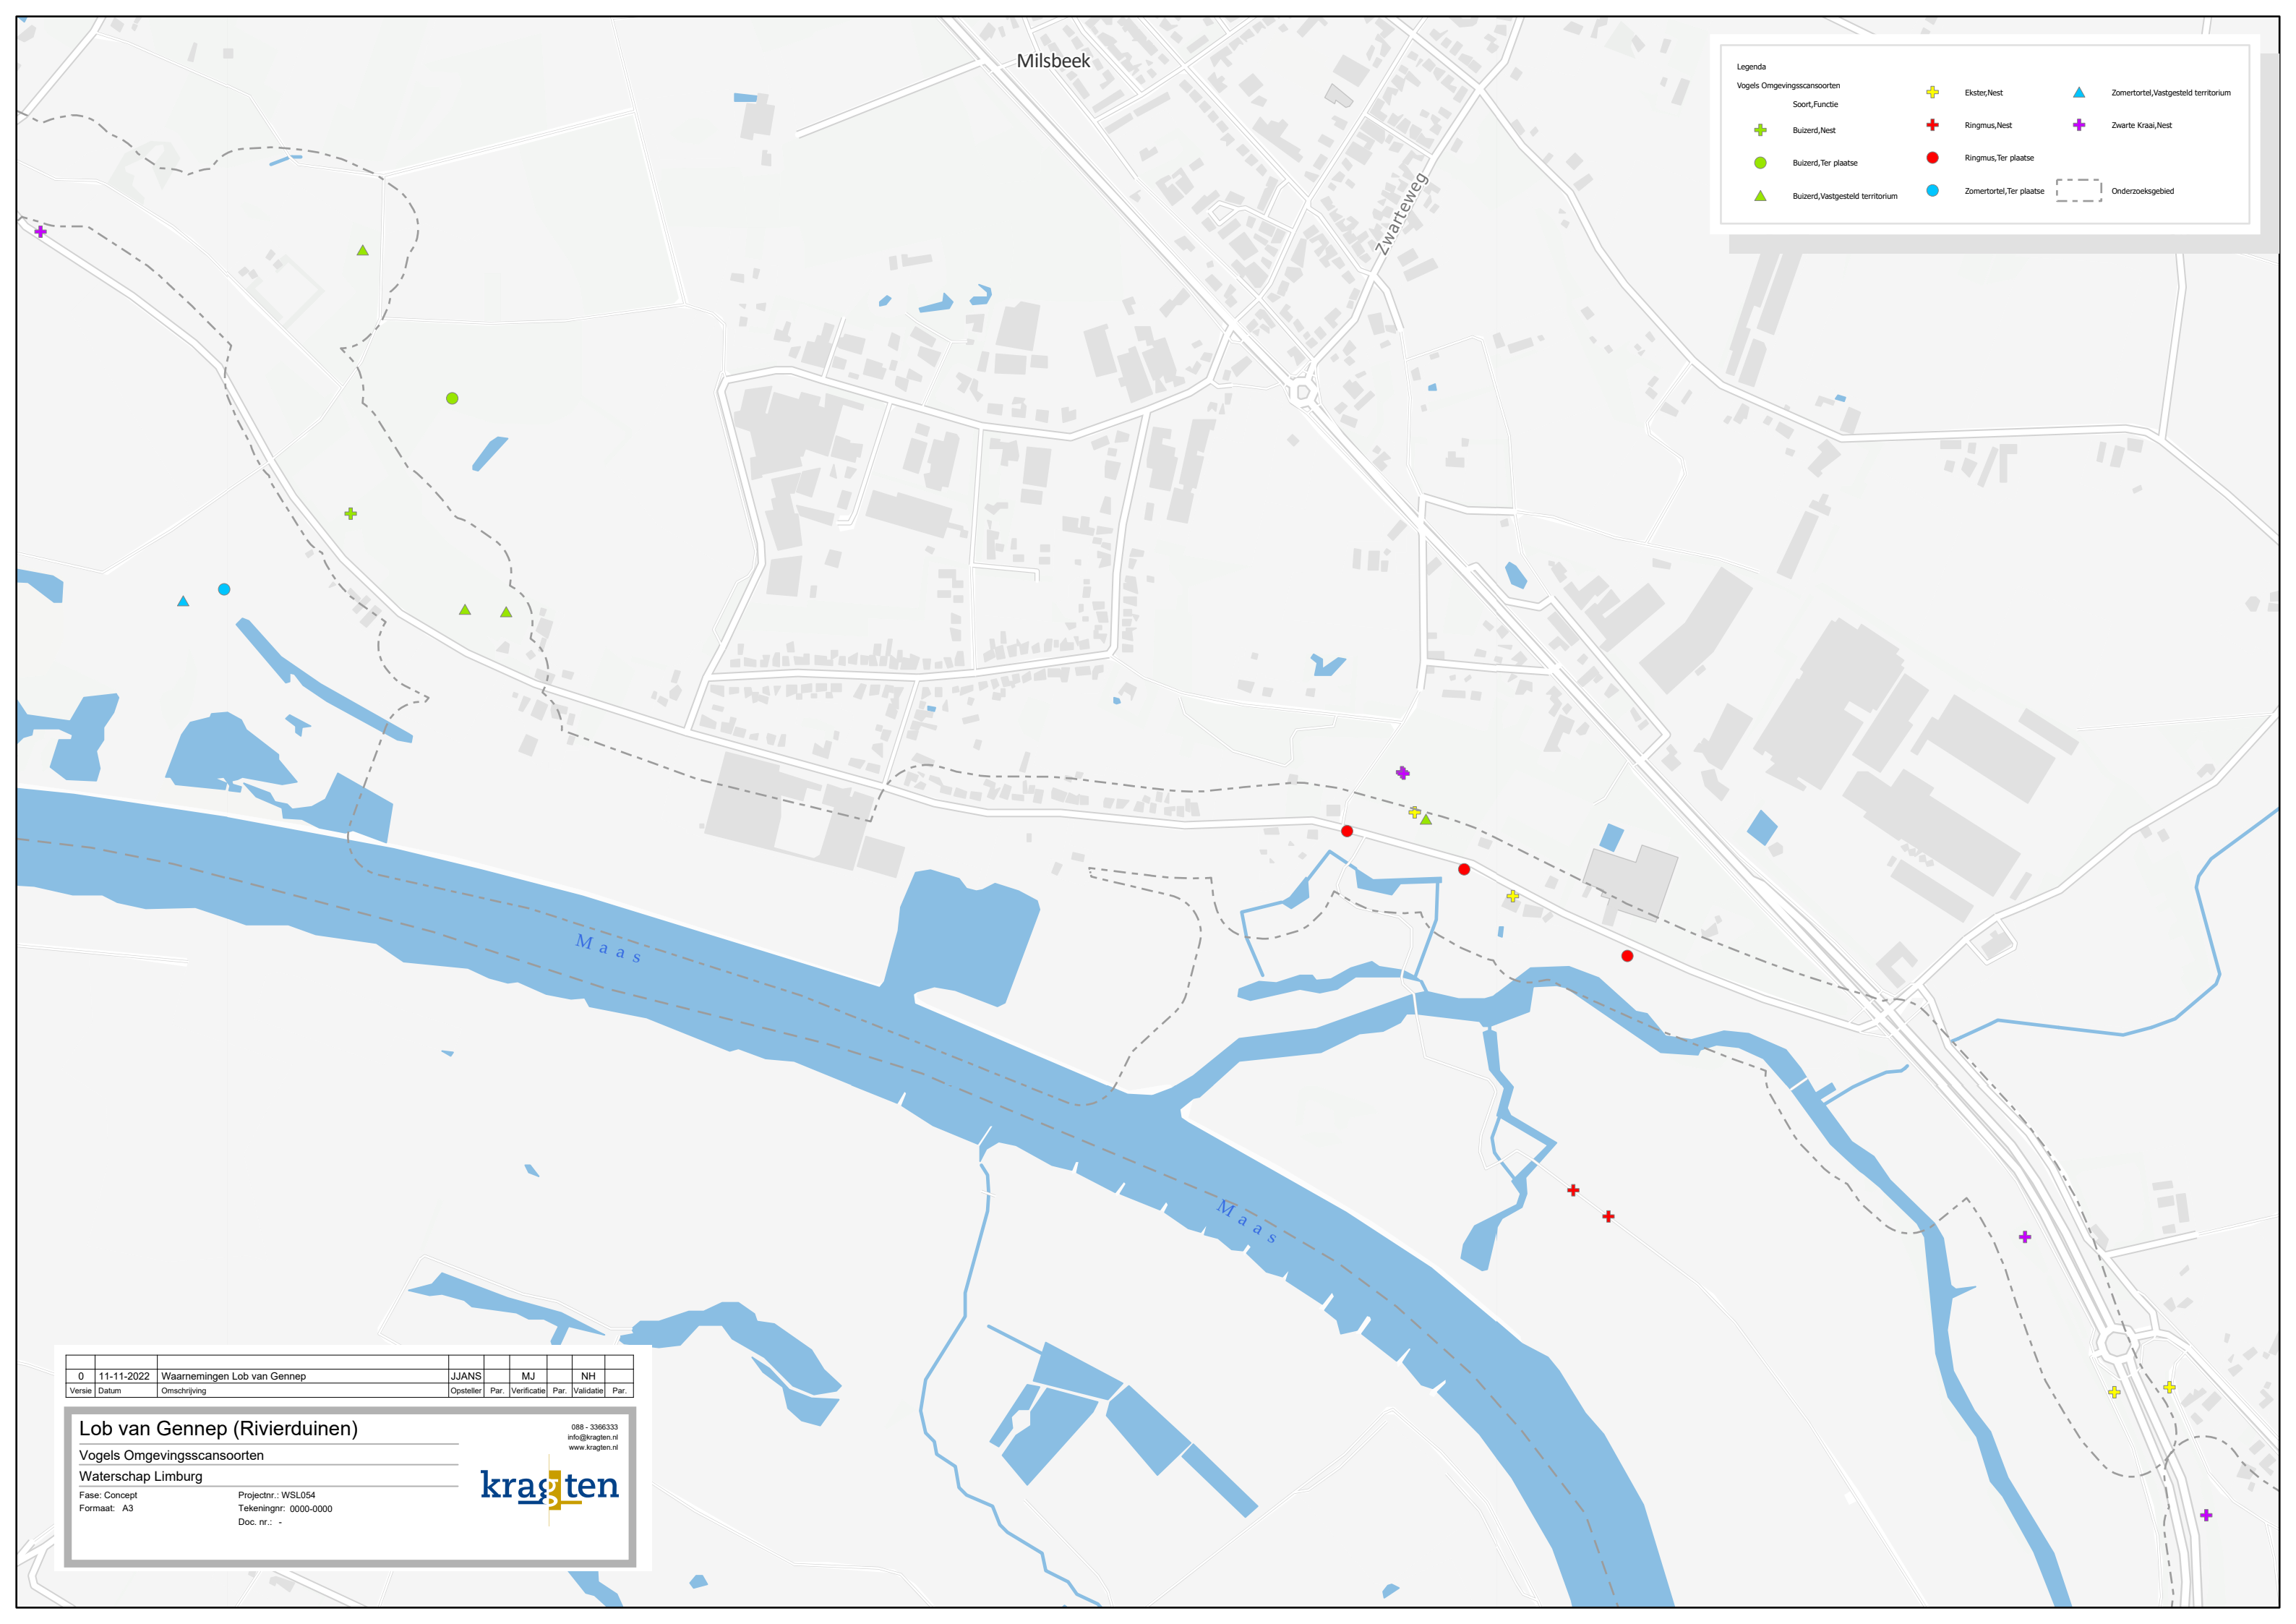 Milsbeek
Zwarteweg
Legenda
Vogels Omgevingsscansoorten
Soort,Functie
Buizerd,Nest
Buizerd,Ter plaatse
Buizerd,Vastgesteld territorium
Ekster,Nest
Ringmus,Nest
Ringmus,Ter plaatse
Zomertortel,Ter plaatse
Zomertortel,Vastgesteld territorium
Zwarte Kraai,Nest
Onderzoeksgebied
Maas
Maas
0 11-11-2022 Waarnemingen Lob van Gennep JJANS MJ NH
Versie Datum Omschrijving Opsteller Par. Verificatie Par. Validatie Par.
Lob van Gennep (Rivierduinen)
Vogels Omgevingsscansoorten
Waterschap Limburg
Fase: Concept
Formaat: A3
Projectnr.: WSL054
Tekeningnr: 0000-0000
Doc. nr.: -
088 - 3366333
info@kragten.nl
www.kragten.nl
kragten